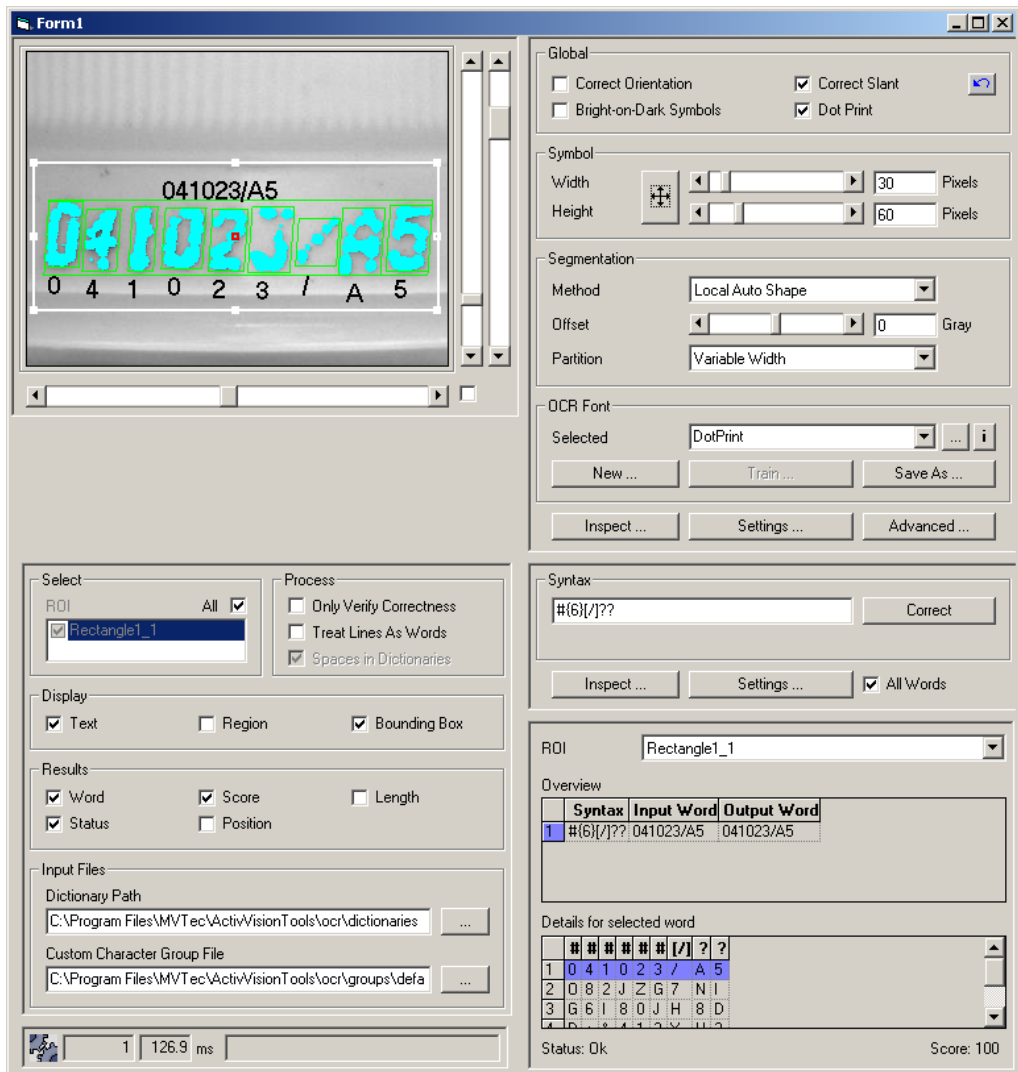 Form1
041023/A5
041023/A5
0 4 1 0 2 3 / A 5
Global
Correct Orientation
Correct Slant
Bright-on-Dark Symbols
Dot Print
Symbol
Width
30
Pixels
Height
60
Pixels
Segmentation
Method
Local Auto Shape
Offset
0
Gray
Partition
Variable Width
OCR Font
Selected
DotPrint
...
i
New ...
Train ...
Save As ...
Inspect ...
Settings ...
Advanced ...
Select
ROI
All
Rectangle1_1
Process
Only Verify Correctness
Treat Lines As Words
Spaces in Dictionaries
Display
Text
Region
Bounding Box
Results
Word
Score
Length
Status
Position
Input Files
Dictionary Path
C:\Program Files\MVTec\ActivVisionTools\ocr\dictionaries
...
Custom Character Group File
C:\Program Files\MVTec\ActivVisionTools\ocr\groups\defa
...
1 126.9 ms
Syntax
#{6}[/]??
Correct
Inspect ...
Settings ...
All Words
ROI
Rectangle1_1
Overview
Syntax Input Word Output Word
1 #{6}[/]?? 041023/A5 041023/A5
Details for selected word
# # # # # # [/] ? ?
1 0 4 1 0 2 3 / A 5
2 O 8 2 J Z G 7 N I
3 G 6 I 8 0 J H 8 D
Status: Ok
Score: 100